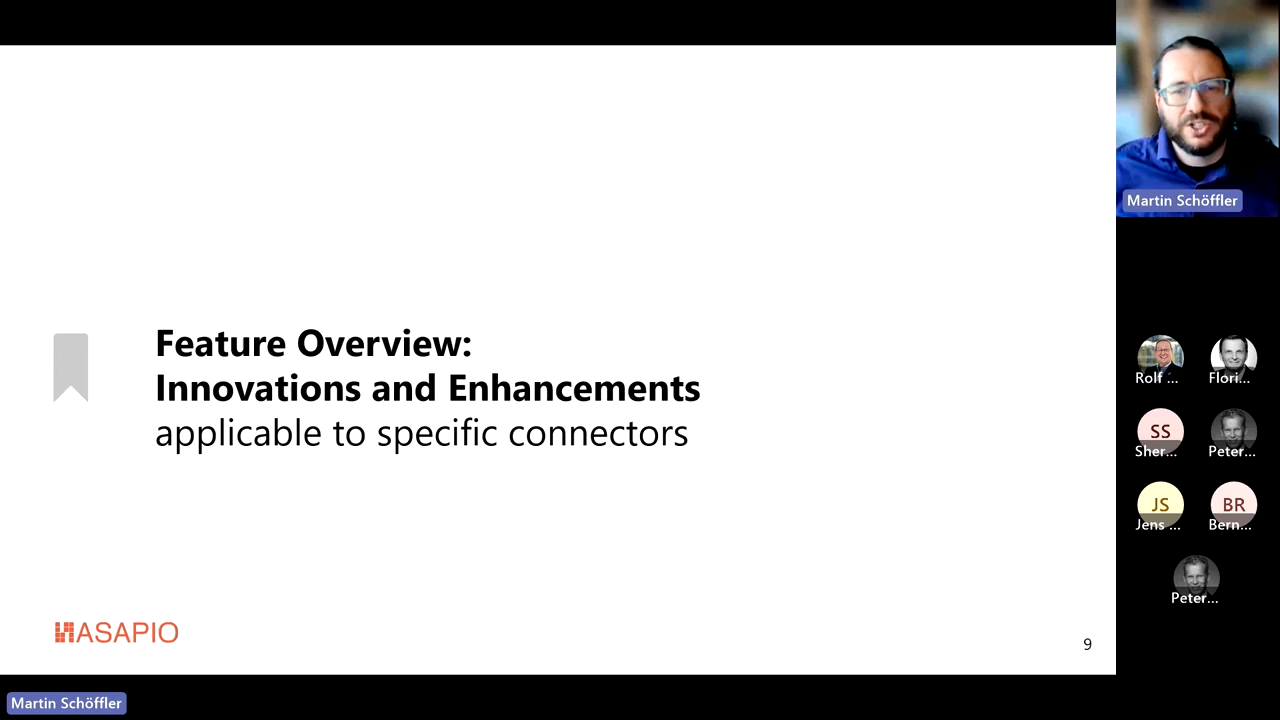 Martin Schöffler
Feature Overview:
Innovations and Enhancements
applicable to specific connectors
Rolf ...
Flori...
SS
Sher...
Peter...
JS
Jens ...
BR
Bern...
Peter...
ASAPIO
9
Martin Schöffler